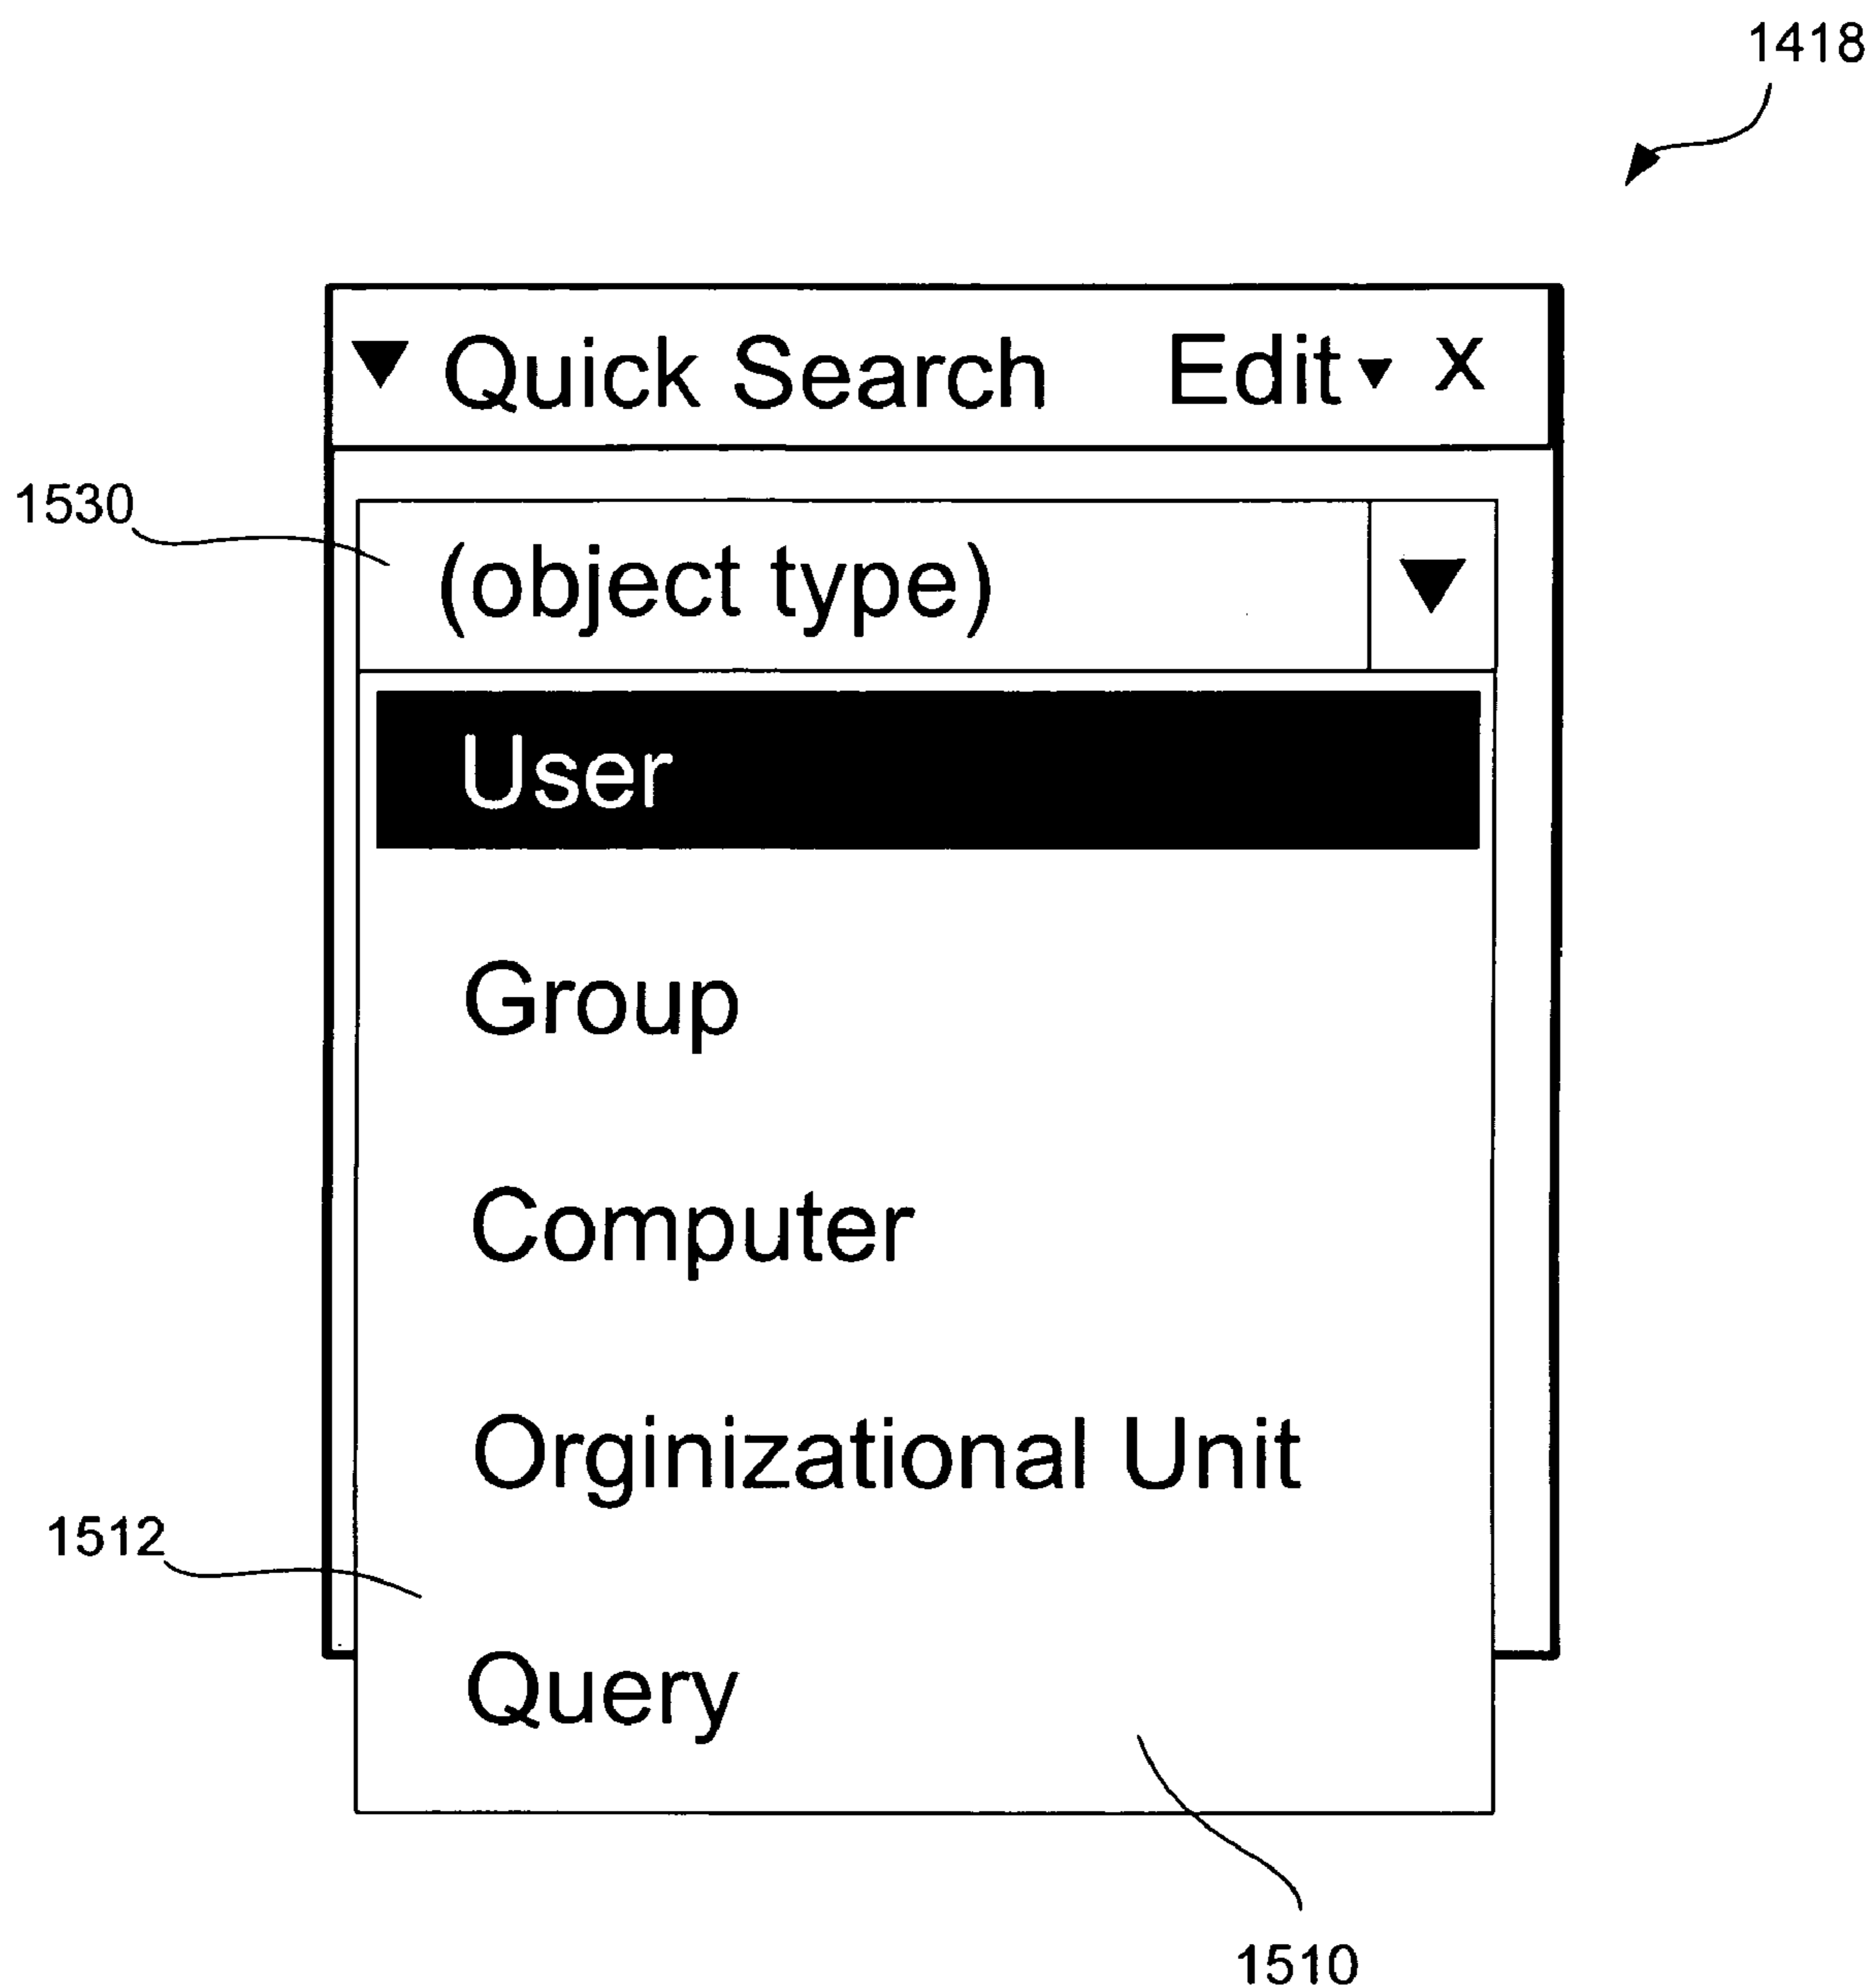 1418
Quick Search Edit X
1530
(object type)
User
Group
Computer
Orginizational Unit
1512
Query
1510